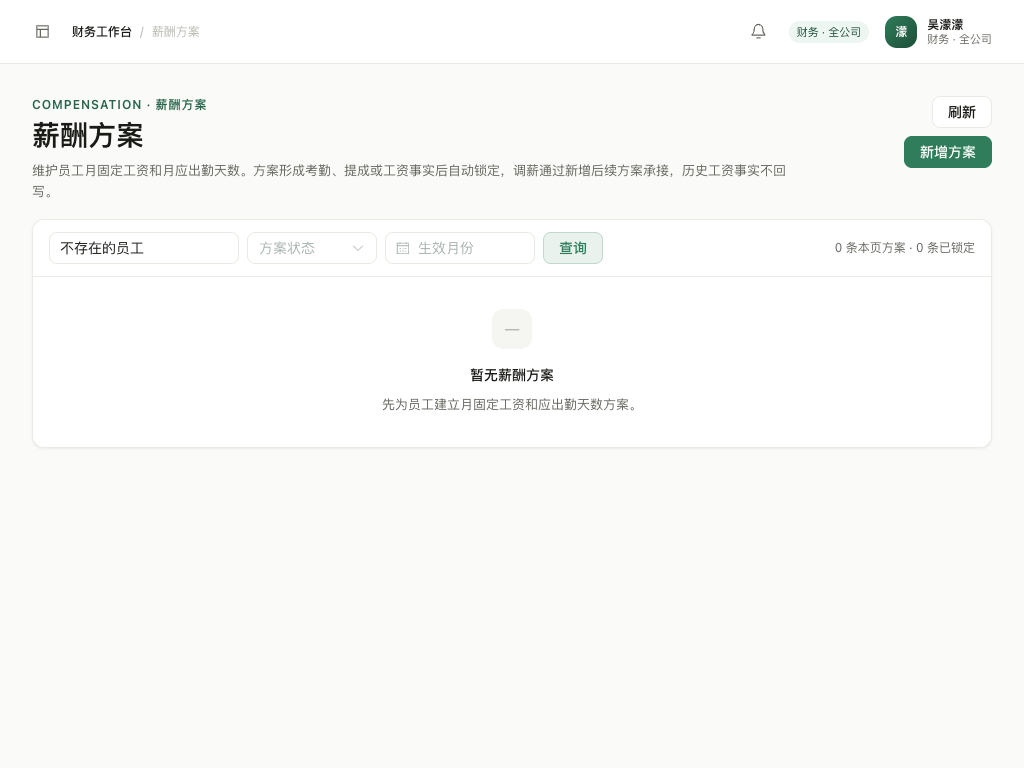 财务工作台 / 薪酬方案
财务 · 全公司
濛
吴濛濛
财务 · 全公司
COMPENSATION · 薪酬方案
薪酬方案
维护员工月固定工资和月应出勤天数。方案形成考勤、提成或工资事实后自动锁定，调薪通过新增后续方案承接，历史工资事实不回
写。
刷新
新增方案
不存在的员工
方案状态
生效月份
查询
0 条本页方案 · 0 条已锁定
暂无薪酬方案
先为员工建立月固定工资和应出勤天数方案。